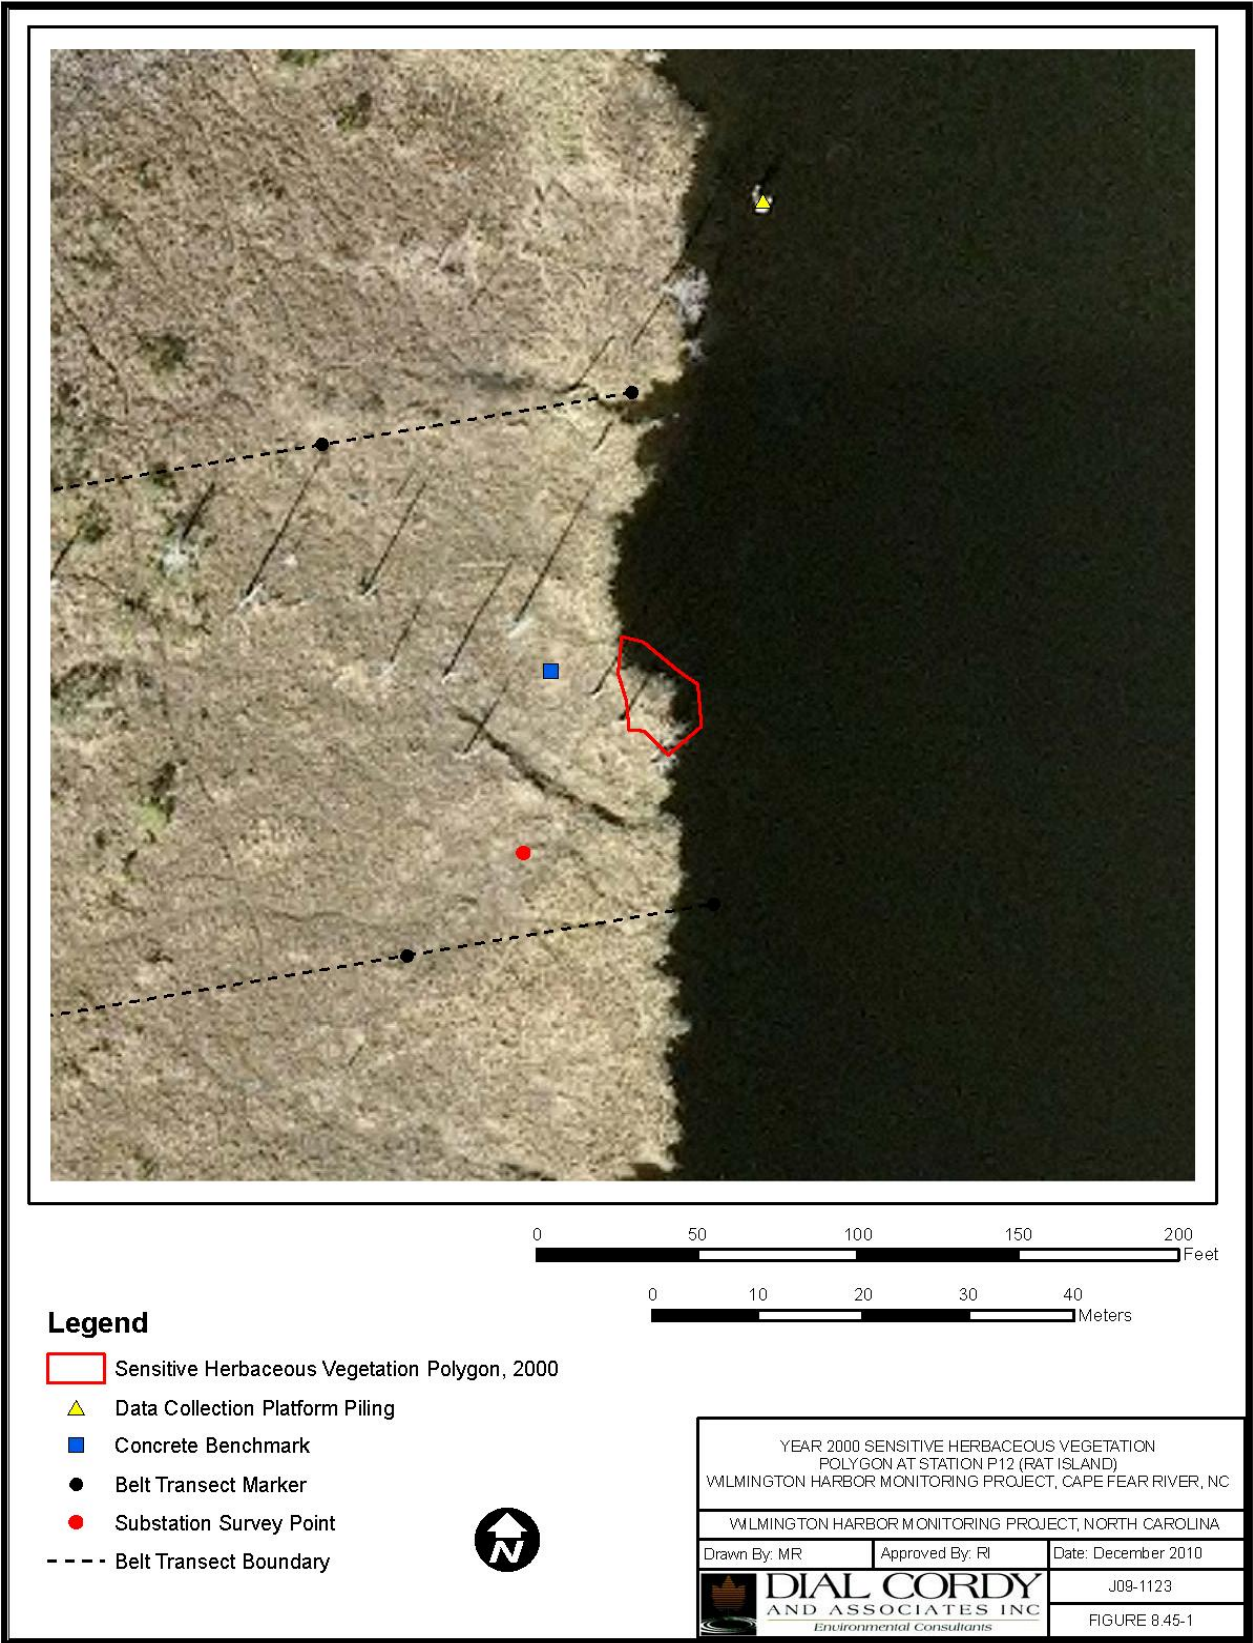 0 50 100 150 200
Feet
0 10 20 30 40
Meters
Legend
Sensitive Herbaceous Vegetation Polygon, 2000
Data Collection Platform Piling
Concrete Benchmark
Belt Transect Marker
Substation Survey Point
Belt Transect Boundary
N
YEAR 2000 SENSITIVE HERBACEOUS VEGETATION
POLYGON AT STATION P12 (RAT ISLAND)
WILMINGTON HARBOR MONITORING PROJECT, CAPE FEAR RIVER, NC
WILMINGTON HARBOR MONITORING PROJECT, NORTH CAROLINA
Drawn By: MR
Approved By: RI
Date: December 2010
DIAL CORDY
AND ASSOCIATES INC
Environmental Consultants
J09-1123
FIGURE 8.45-1